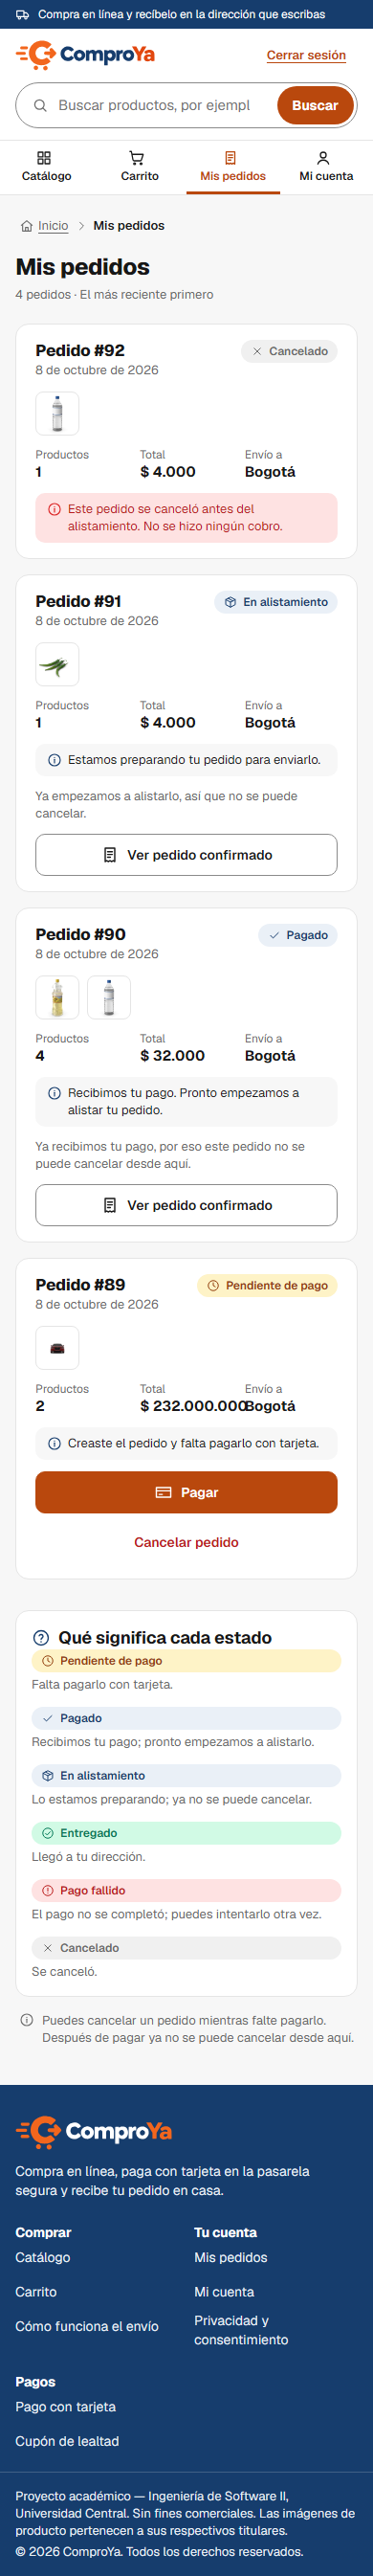 Compra en línea y recíbelo en la dirección que escribas
ComproYa
Cerrar sesión
Buscar productos, por ejempl
Buscar
Catálogo
Carrito
Mis pedidos
Mi cuenta
Inicio > Mis pedidos
Mis pedidos
4 pedidos · El más reciente primero
Pedido #92
Cancelado
8 de octubre de 2026
Productos Total Envío a
1 $ 4.000 Bogotá
Este pedido se canceló antes del
alistamiento. No se hizo ningún cobro.
Pedido #91
En alistamiento
8 de octubre de 2026
Productos Total Envío a
1 $ 4.000 Bogotá
Estamos preparando tu pedido para enviarlo.
Ya empezamos a alistarlo, así que no se puede
cancelar.
Ver pedido confirmado
Pedido #90
Pagado
8 de octubre de 2026
Productos Total Envío a
4 $ 32.000 Bogotá
Recibimos tu pago. Pronto empezamos a
alistar tu pedido.
Ya recibimos tu pago, por eso este pedido no se
puede cancelar desde aquí.
Ver pedido confirmado
Pedido #89
Pendiente de pago
8 de octubre de 2026
Productos Total Envío a
2 $ 232.000.000 Bogotá
Creaste el pedido y falta pagarlo con tarjeta.
Pagar
Cancelar pedido
Qué significa cada estado
Pendiente de pago
Falta pagarlo con tarjeta.
Pagado
Recibimos tu pago; pronto empezamos a alistarlo.
En alistamiento
Lo estamos preparando; ya no se puede cancelar.
Entregado
Llegó a tu dirección.
Pago fallido
El pago no se completó; puedes intentarlo otra vez.
Cancelado
Se canceló.
Puedes cancelar un pedido mientras falte pagarlo.
Después de pagar ya no se puede cancelar desde aquí.
ComproYa
Compra en línea, paga con tarjeta en la pasarela
segura y recibe tu pedido en casa.
Comprar
Catálogo
Carrito
Cómo funciona el envío
Tu cuenta
Mis pedidos
Mi cuenta
Privacidad y
consentimiento
Pagos
Pago con tarjeta
Cupón de lealtad
Proyecto académico — Ingeniería de Software II,
Universidad Central. Sin fines comerciales. Las imágenes de
producto pertenecen a sus respectivos titulares.
© 2026 ComproYa. Todos los derechos reservados.